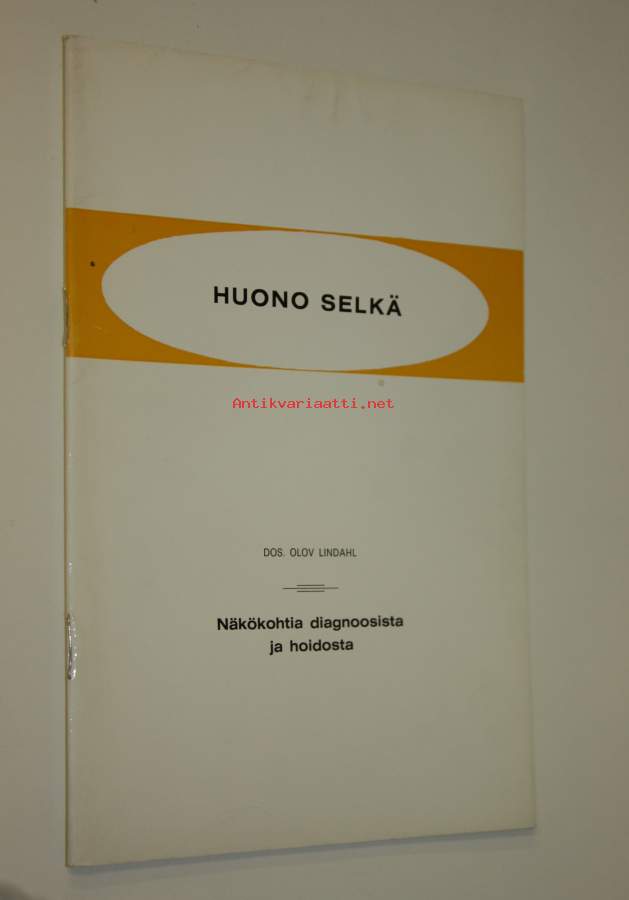 HUONO SELKÄ
Antikvariaatti.net
DOS. OLOV LINDAHL
Näkökohtia diagnoosista
ja hoidosta